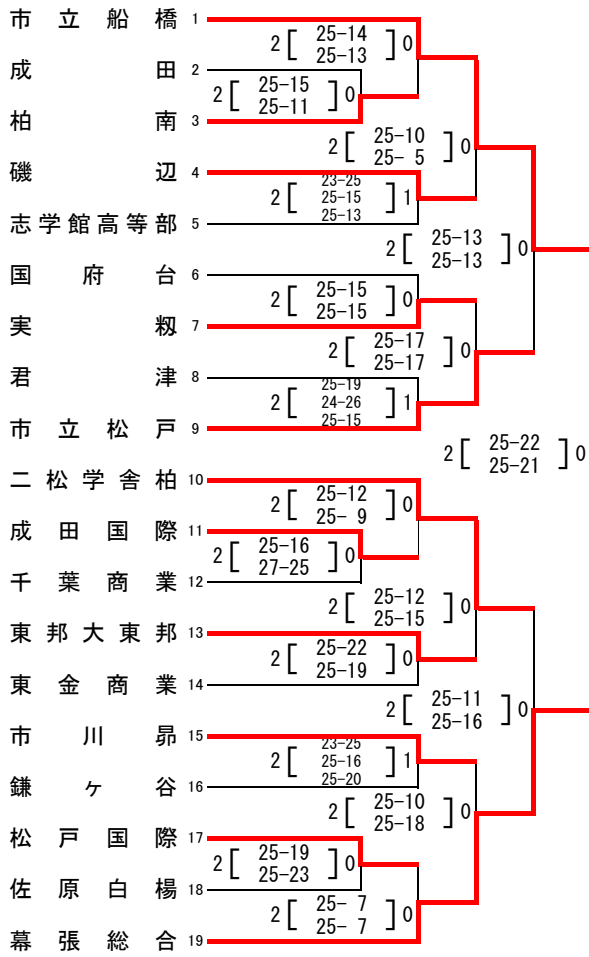 市立船橋 1
2 [ 25-14 ] 0
25-13
成田 2
2 [ 25-15 ] 0
25-11
柏南 3
2 [ 25-10 ] 0
25- 5
磯辺 4
23-25
2 [ 25-15 ] 1
25-13
志学館高等部 5
2 [ 25-13 ] 0
25-13
国府台 6
2 [ 25-15 ] 0
25-15
実籾 7
2 [ 25-17 ] 0
25-17
君津 8
25-19
2 [ 24-26 ] 1
25-15
市立松戸 9
2 [ 25-22 ] 0
25-21
二松学舎柏 10
2 [ 25-12 ] 0
25- 9
成田国際 11
2 [ 25-16 ] 0
27-25
千葉商業 12
2 [ 25-12 ] 0
25-15
東邦大東邦 13
2 [ 25-22 ] 0
25-19
東金商業 14
2 [ 25-11 ] 0
25-16
市川昴 15
23-25
2 [ 25-16 ] 1
25-20
鎌ヶ谷 16
2 [ 25-10 ] 0
25-18
松戸国際 17
2 [ 25-19 ] 0
25-23
佐原白楊 18
2 [ 25- 7 ] 0
25- 7
幕張総合 19